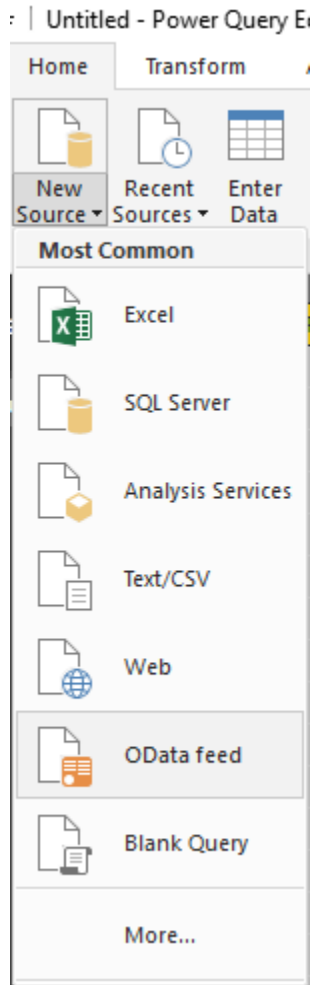 Untitled - Power Query E
Home Transform
New Source Recent Sources Enter Data
Most Common
Excel
SQL Server
Analysis Services
Text/CSV
Web
OData feed
Blank Query
More...